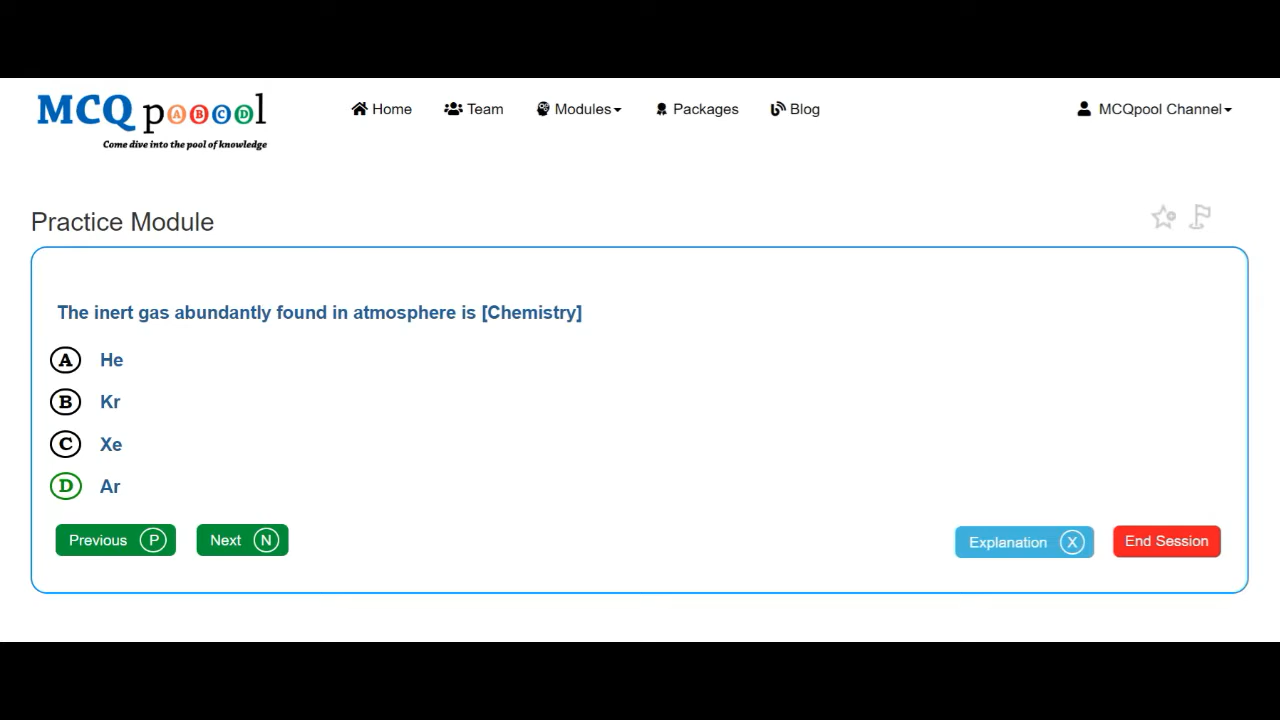 MCQ pABCDl
Come dive into the pool of knowledge
Home Team Modules Packages Blog MCQpool Channel
Practice Module
The inert gas abundantly found in atmosphere is [Chemistry]
A He
B Kr
C Xe
D Ar
Previous P Next N Explanation X End Session